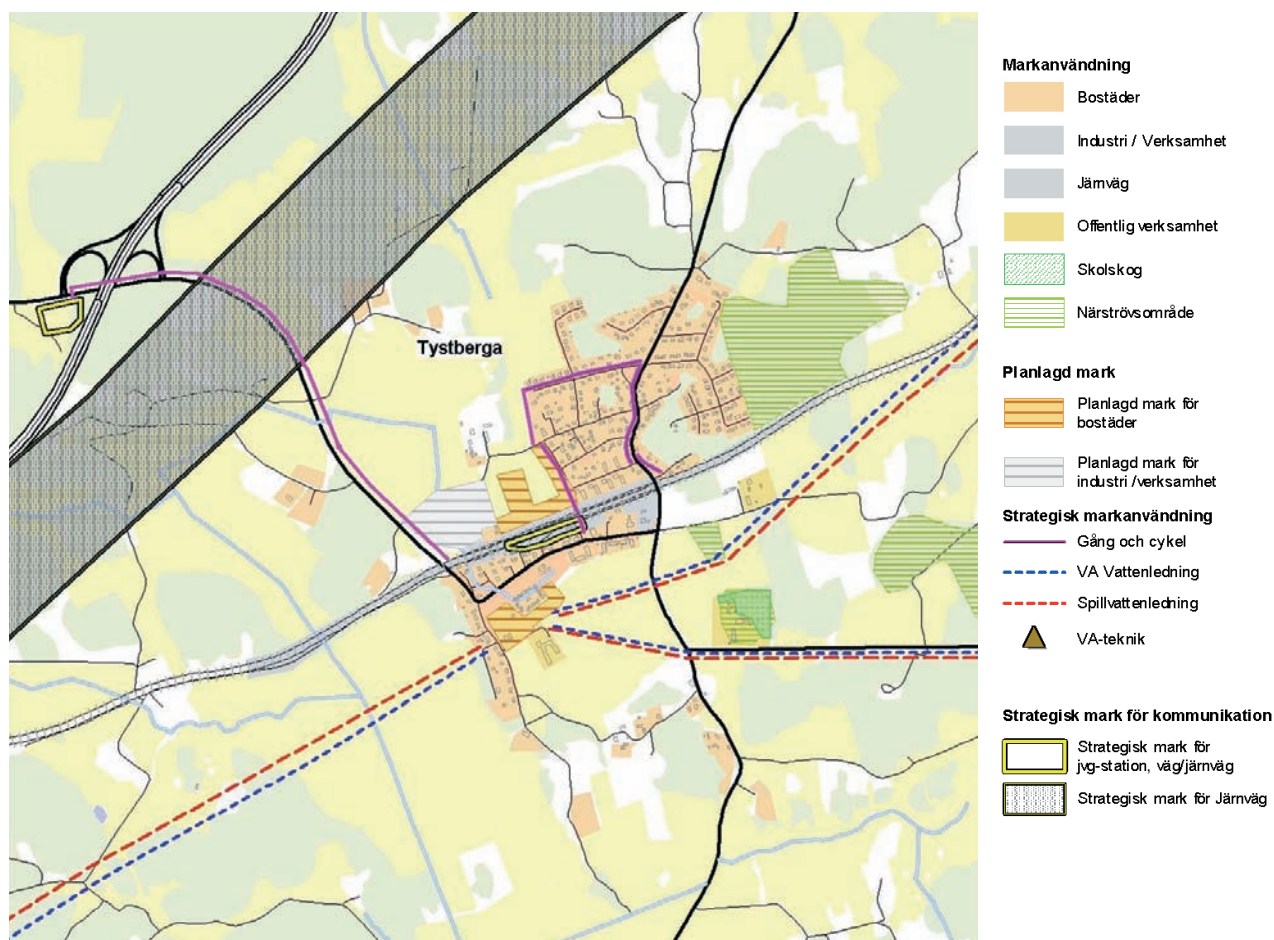 Tystberga
Markanvändning
Bostäder
Industri / Verksamhet
Järnväg
Offentlig verksamhet
Skolskog
Närströvsområde
Planlagd mark
Planlagd mark för
bostäder
Planlagd mark för
industri /verksamhet
Strategisk markanvändning
Gång och cykel
VA Vattenledning
Spillvattenledning
VA-teknik
Strategisk mark för kommunikation
Strategisk mark för
jvg-station, väg/järnväg
Strategisk mark för Järnväg